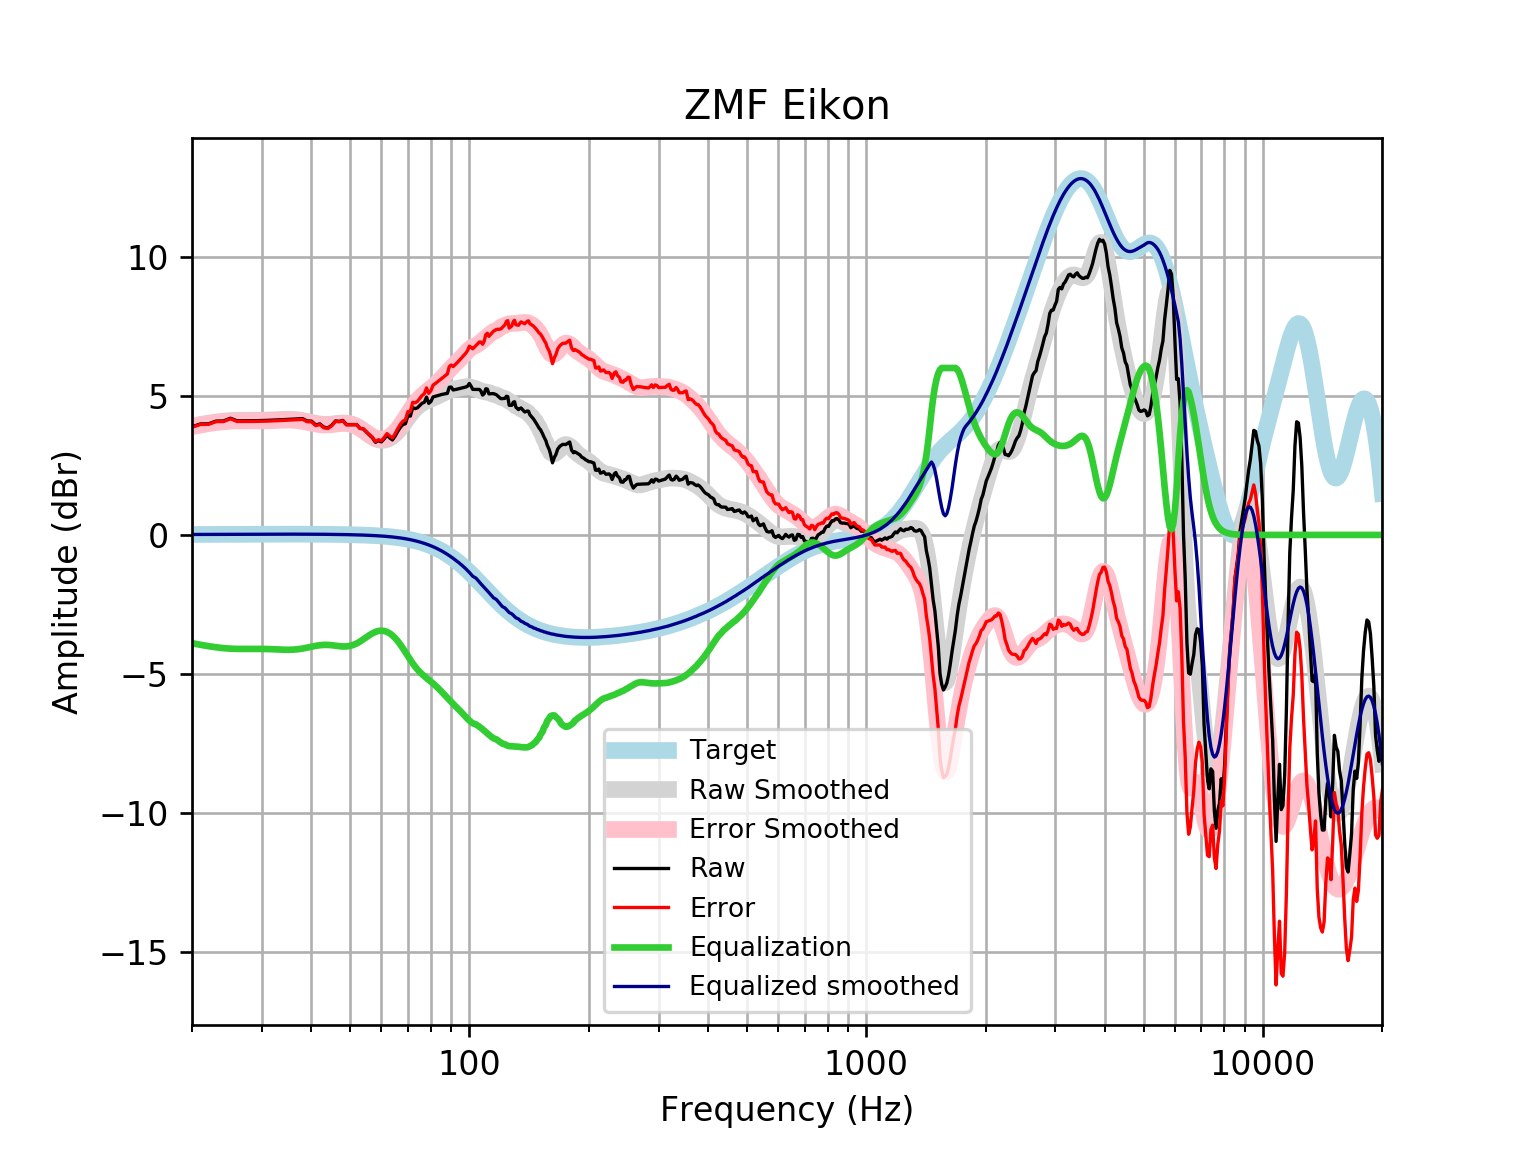 ZMF Eikon
Amplitude (dBr)
10
5
0
−5
−10
−15
Target
Raw Smoothed
Error Smoothed
Raw
Error
Equalization
Equalized smoothed
100
1000
10000
Frequency (Hz)